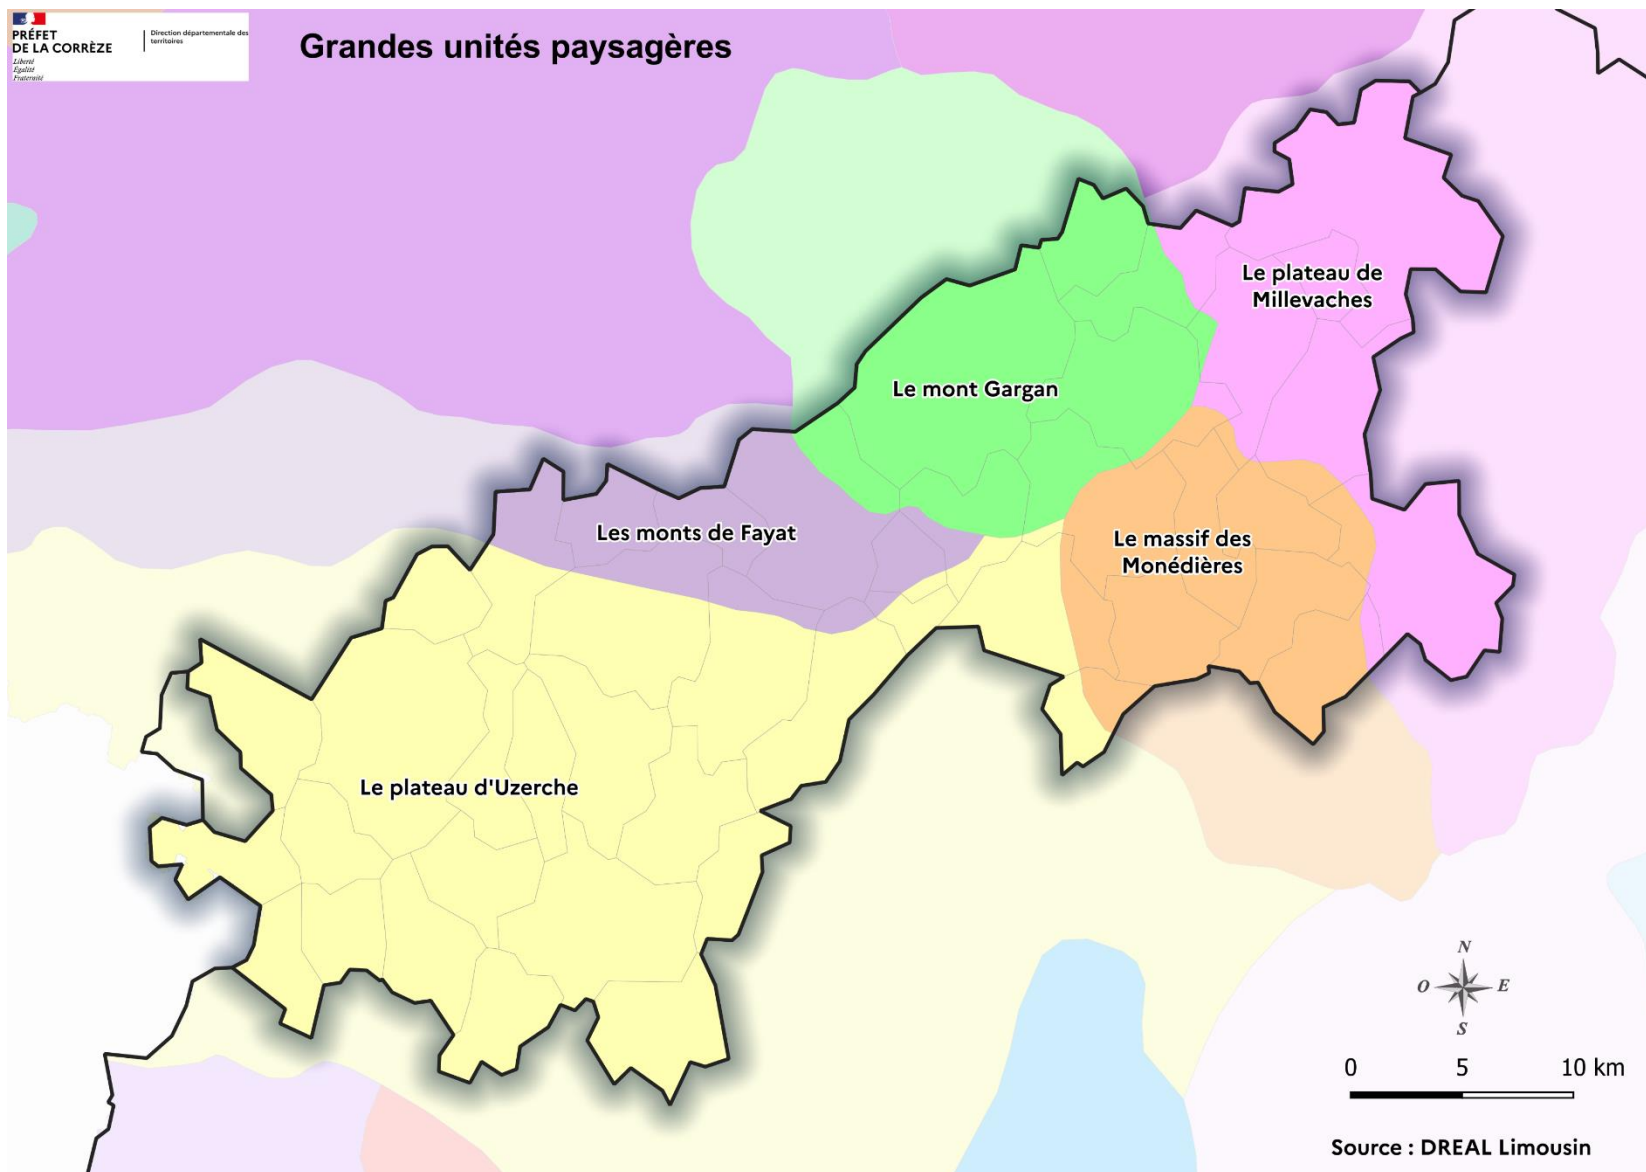 PRÉFET
DE LA CORRÈZE
Liberté
Égalité
Fraternité
Direction départementale des
territoires
Grandes unités paysagères
Le plateau de
Millevaches
Le mont Gargan
Les monts de Fayat
Le massif des
Monédières
Le plateau d'Uzerche
N
O E
S
0 5 10 km
Source : DREAL Limousin